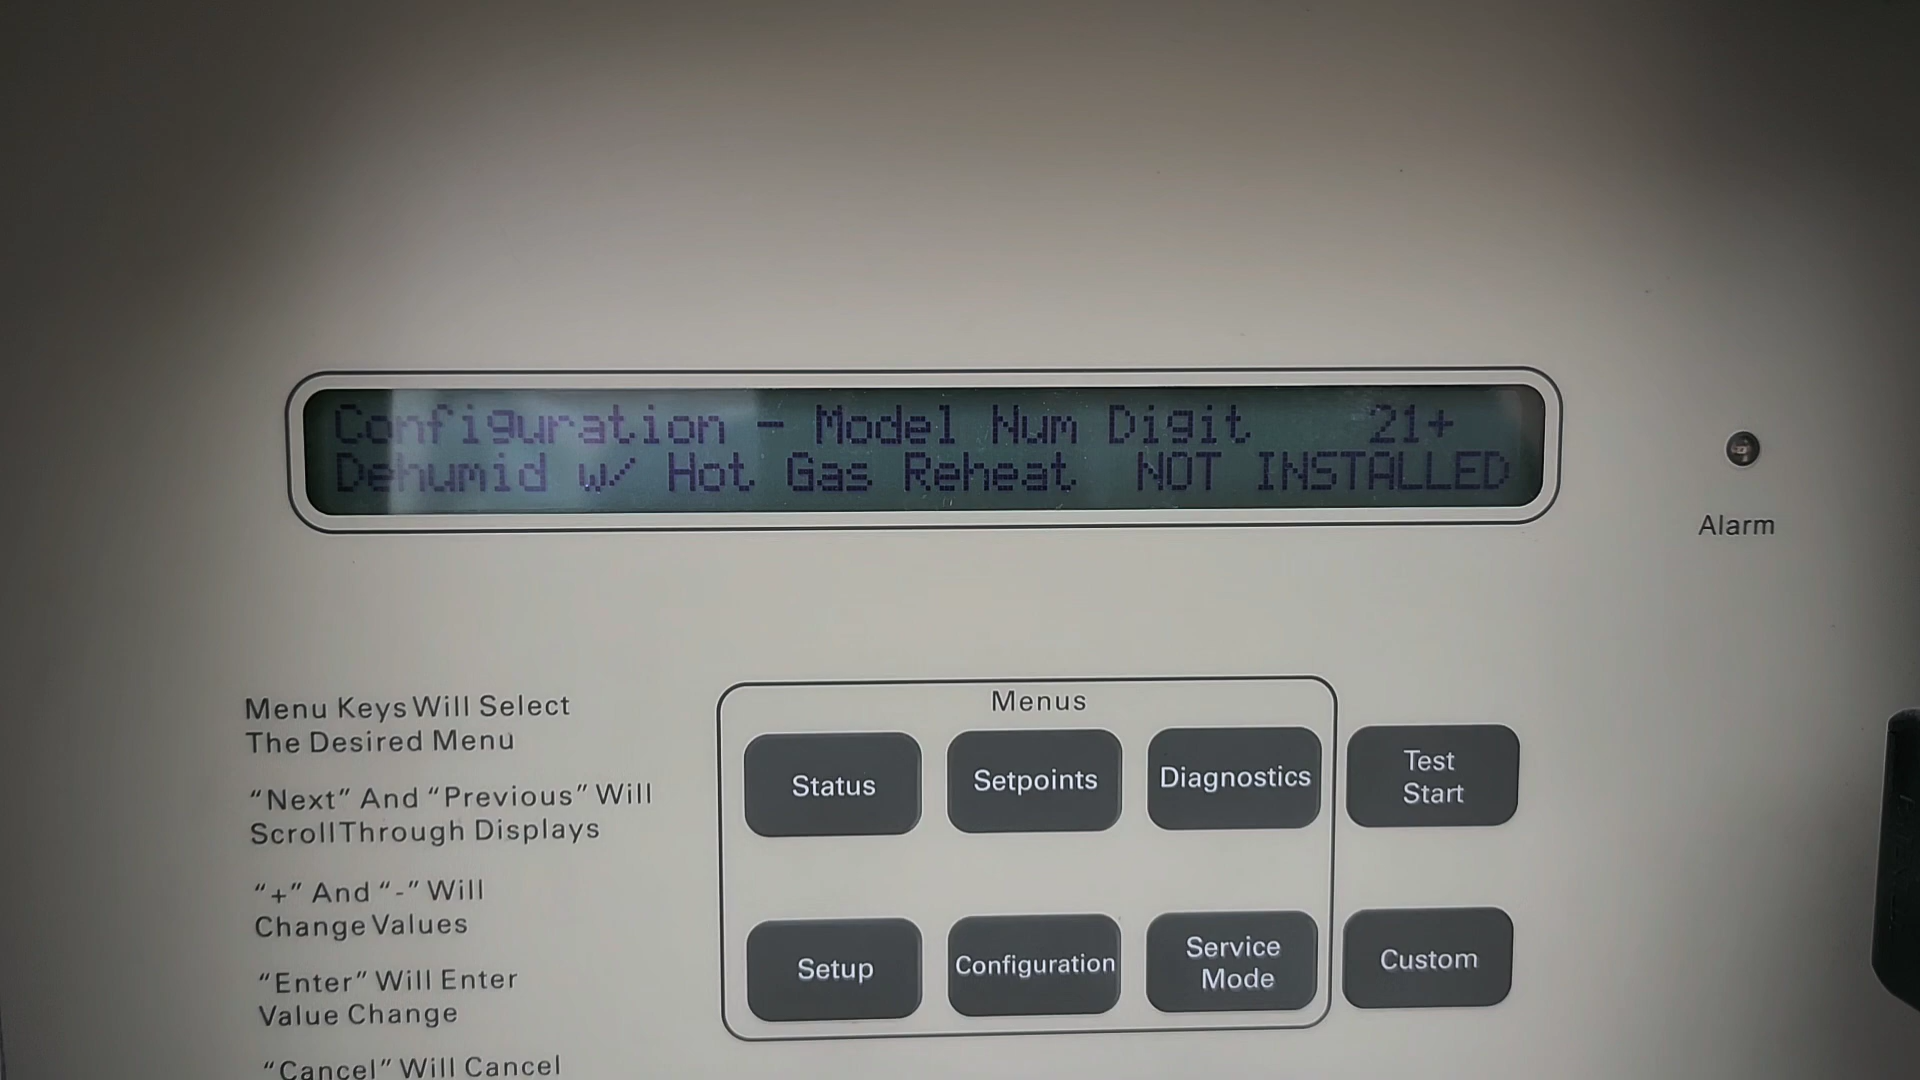 Configuration - Model Num Digit 21+
Dehumid w/ Hot Gas Reheat NOT INSTALLED
Alarm
Menu Keys Will Select
The Desired Menu
“Next” And “Previous” Will
Scroll Through Displays
“+” And “-” Will
Change Values
“Enter” Will Enter
Value Change
“Cancel” Will Cancel
Menus
Status
Setpoints
Diagnostics
Test
Start
Setup
Configuration
Service
Mode
Custom